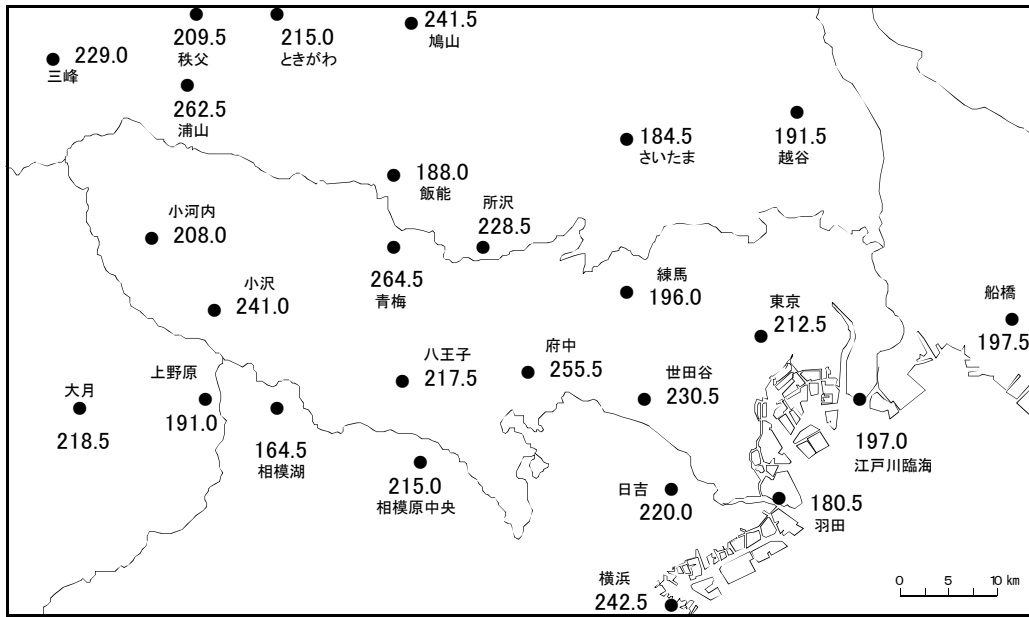 209.5
秩父
215.0
ときがわ
241.5
鳩山
229.0
三峰
262.5
浦山
184.5
さいたま
191.5
越谷
188.0
飯能
所沢
228.5
小河内
208.0
264.5
青梅
小沢
241.0
練馬
196.0
東京
212.5
船橋
197.5
八王子
217.5
府中
255.5
世田谷
230.5
大月
218.5
上野原
191.0
164.5
相模湖
197.0
江戸川臨海
215.0
相模原中央
日吉
220.0
180.5
羽田
横浜
242.5
0 5 10 km